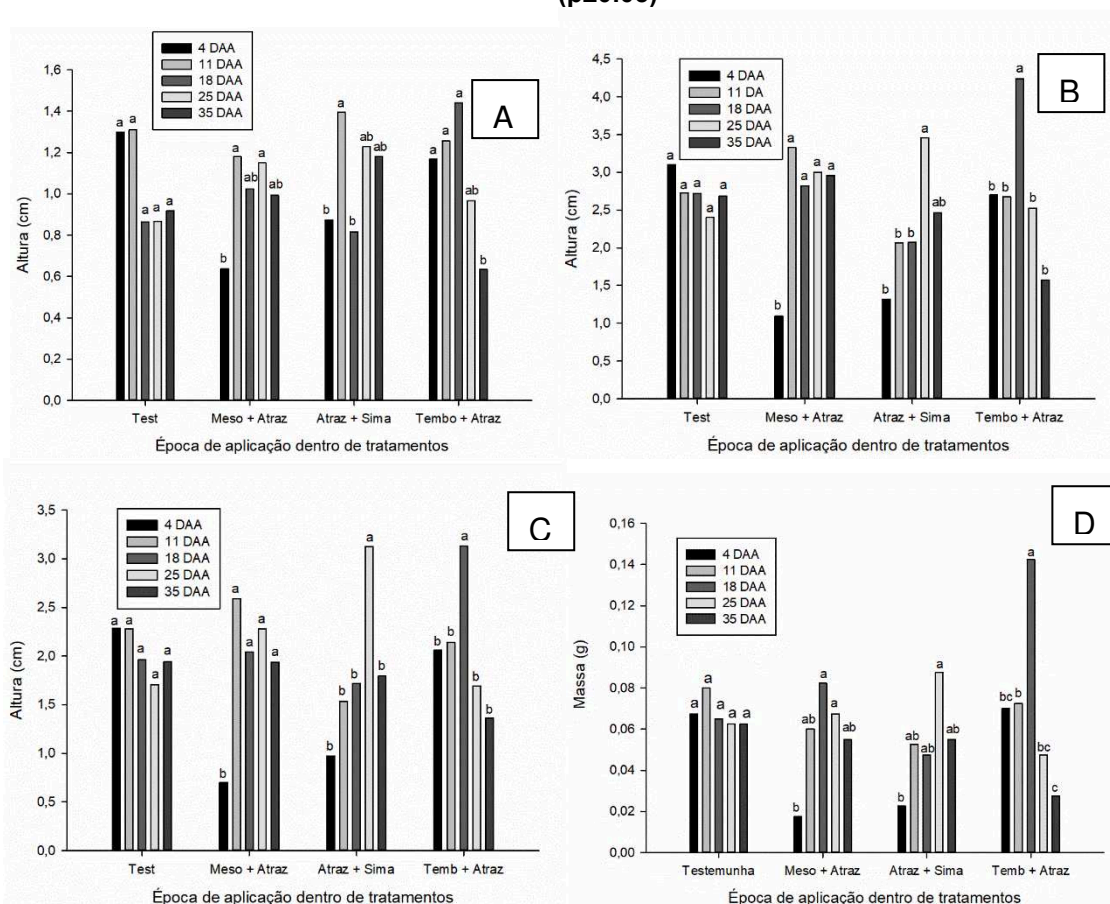 4 DAA
11 DAA
18 DAA
25 DAA
35 DAA
A
1,6
1,4
1,2
1,0
0,8
0,6
0,4
0,2
0,0
Altura (cm)
a a a a a
b a ab a ab
b a b ab ab
a a a ab b
Test Meso + Atraz Atraz + Sima Tembo + Atraz
Época de aplicação dentro de tratamentos
4 DAA
11 DA
18 DAA
25 DAA
35 DAA
B
4,5
4,0
3,5
3,0
2,5
2,0
1,5
1,0
0,5
0,0
Altura (cm)
a a a a a
b a a a a
b b b a ab
b b a b b
Test Meso + Atraz Atraz + Sima Tembo + Atraz
Época de aplicação dentro de tratamentos
4 DAA
11 DAA
18 DAA
25 DAA
35 DAA
C
3,5
3,0
2,5
2,0
1,5
1,0
0,5
0,0
Altura (cm)
a a a a a
b a a a a
b b b a b
b b a b b
Test Meso + Atraz Atraz + Sima Temb + Atraz
Época de aplicação dentro de tratamentos
4 DAA
11 DAA
18 DAA
25 DAA
35 DAA
D
0,16
0,14
0,12
0,10
0,08
0,06
0,04
0,02
0,00
Massa (g)
a a a a a
b ab a a ab
b ab ab a ab
bc b a bc c
Testemunha Meso + Atraz Atraz + Sima Temb + Atraz
Época de aplicação dentro de tratamentos